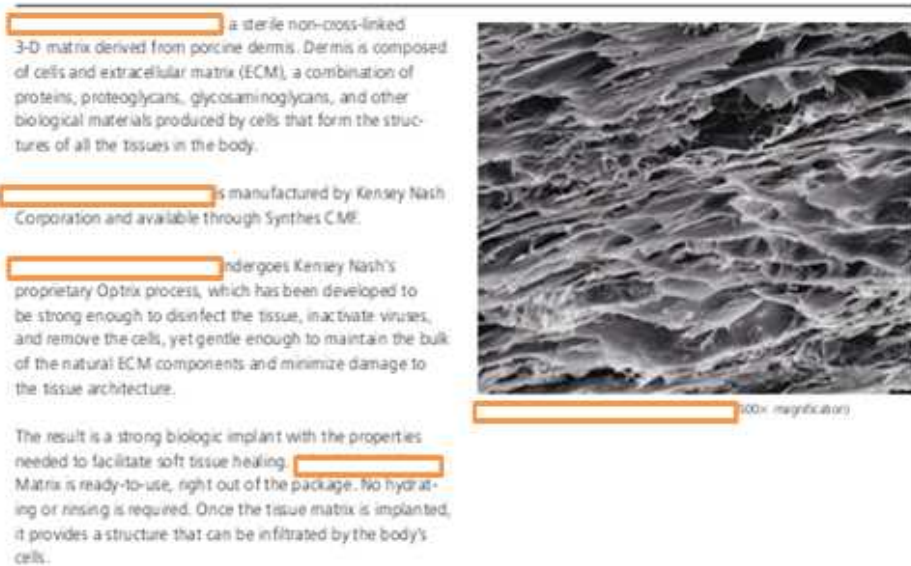 a sterile non-cross-linked
3-D matrix derived from porcine dermis. Dermis is composed
of cells and extracellular matrix (ECM), a combination of
proteins, proteoglycans, glycosaminoglycans, and other
biological materials produced by cells that form the struc-
tures of all the tissues in the body.
is manufactured by Kensey Nash
Corporation and available through Synthes CMF.
ndergoes Kensey Nash's
proprietary Optrix process, which has been developed to
be strong enough to disinfect the tissue, inactivate viruses,
and remove the cells, yet gentle enough to maintain the bulk
of the natural ECM components and minimize damage to
the tissue architecture.
The result is a strong biologic implant with the properties
needed to facilitate soft tissue healing.
Matrix is ready-to-use, right out of the package. No hydrat-
ing or rinsing is required. Once the tissue matrix is implanted,
it provides a structure that can be infiltrated by the body's
cells.
magnification)